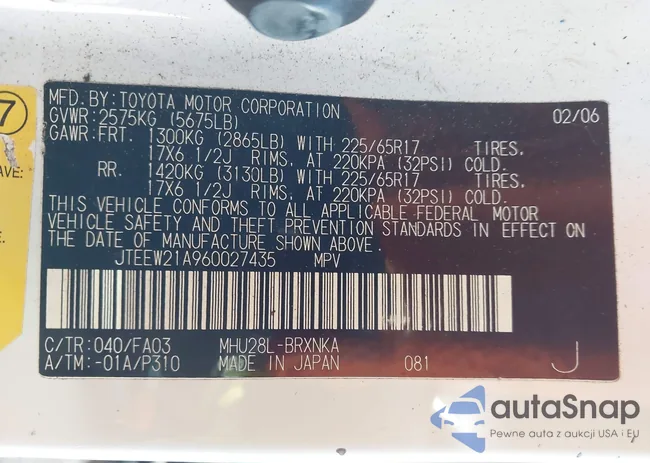 7
AVE:
MFD.BY:TOYOTA MOTOR CORPORATION 02/06
GVWR:2575KG (5675LB)
GAWR:FRT. 1300KG (2865LB) WITH 225/65R17 TIRES.
17X6 1/2J RIMS. AT 220KPA (32PSI) COLD.
RR. 1420KG (3130LB) WITH 225/65R17 TIRES.
17X6 1/2J RIMS. AT 220KPA (32PSI) COLD.
THIS VEHICLE CONFORMS TO ALL APPLICABLE FEDERAL MOTOR
VEHICLE SAFETY AND THEFT PREVENTION STANDARDS IN EFFECT ON
THE DATE OF MANUFACTURE SHOWN ABOVE.
JTEEW21A960027435 MPV
C/TR:040/FA03 MHU28L-BRXNKA
A/TM:-01A/P310 MADE IN JAPAN 081 J
autaSnap
Pewne auta z aukcji USA i EU